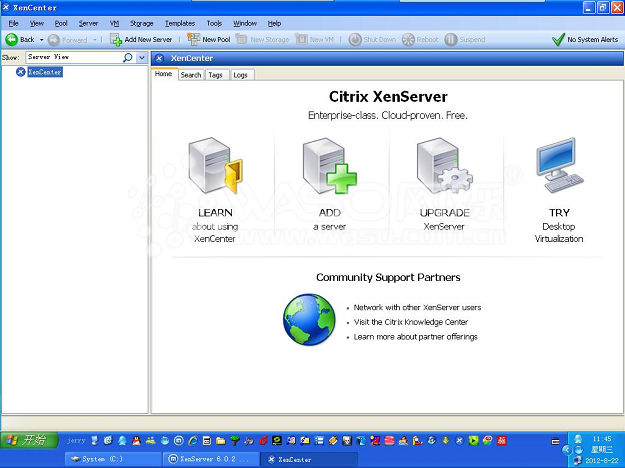 XenCenter
File View Pool Server VM Storage Templates Tools Window Help
Back Forward Add New Server New Pool New Storage New VM Shut Down Reboot Suspend No System Alerts
Show: Server View
XenCenter
XenCenter
Home Search Tags Logs
Citrix XenServer
Enterprise-class. Cloud-proven. Free.
LEARN
about using
XenCenter
ADD
a server
UPGRADE
XenServer
TRY
Desktop
Virtualization
www.wasu.com.cn
Community Support Partners
• Network with other XenServer users
• Visit the Citrix Knowledge Center
• Learn more about partner offerings
开始 jerry
System (C:) XenServer 6.0.2 ... XenCenter
11:45
星期三
2012-8-22